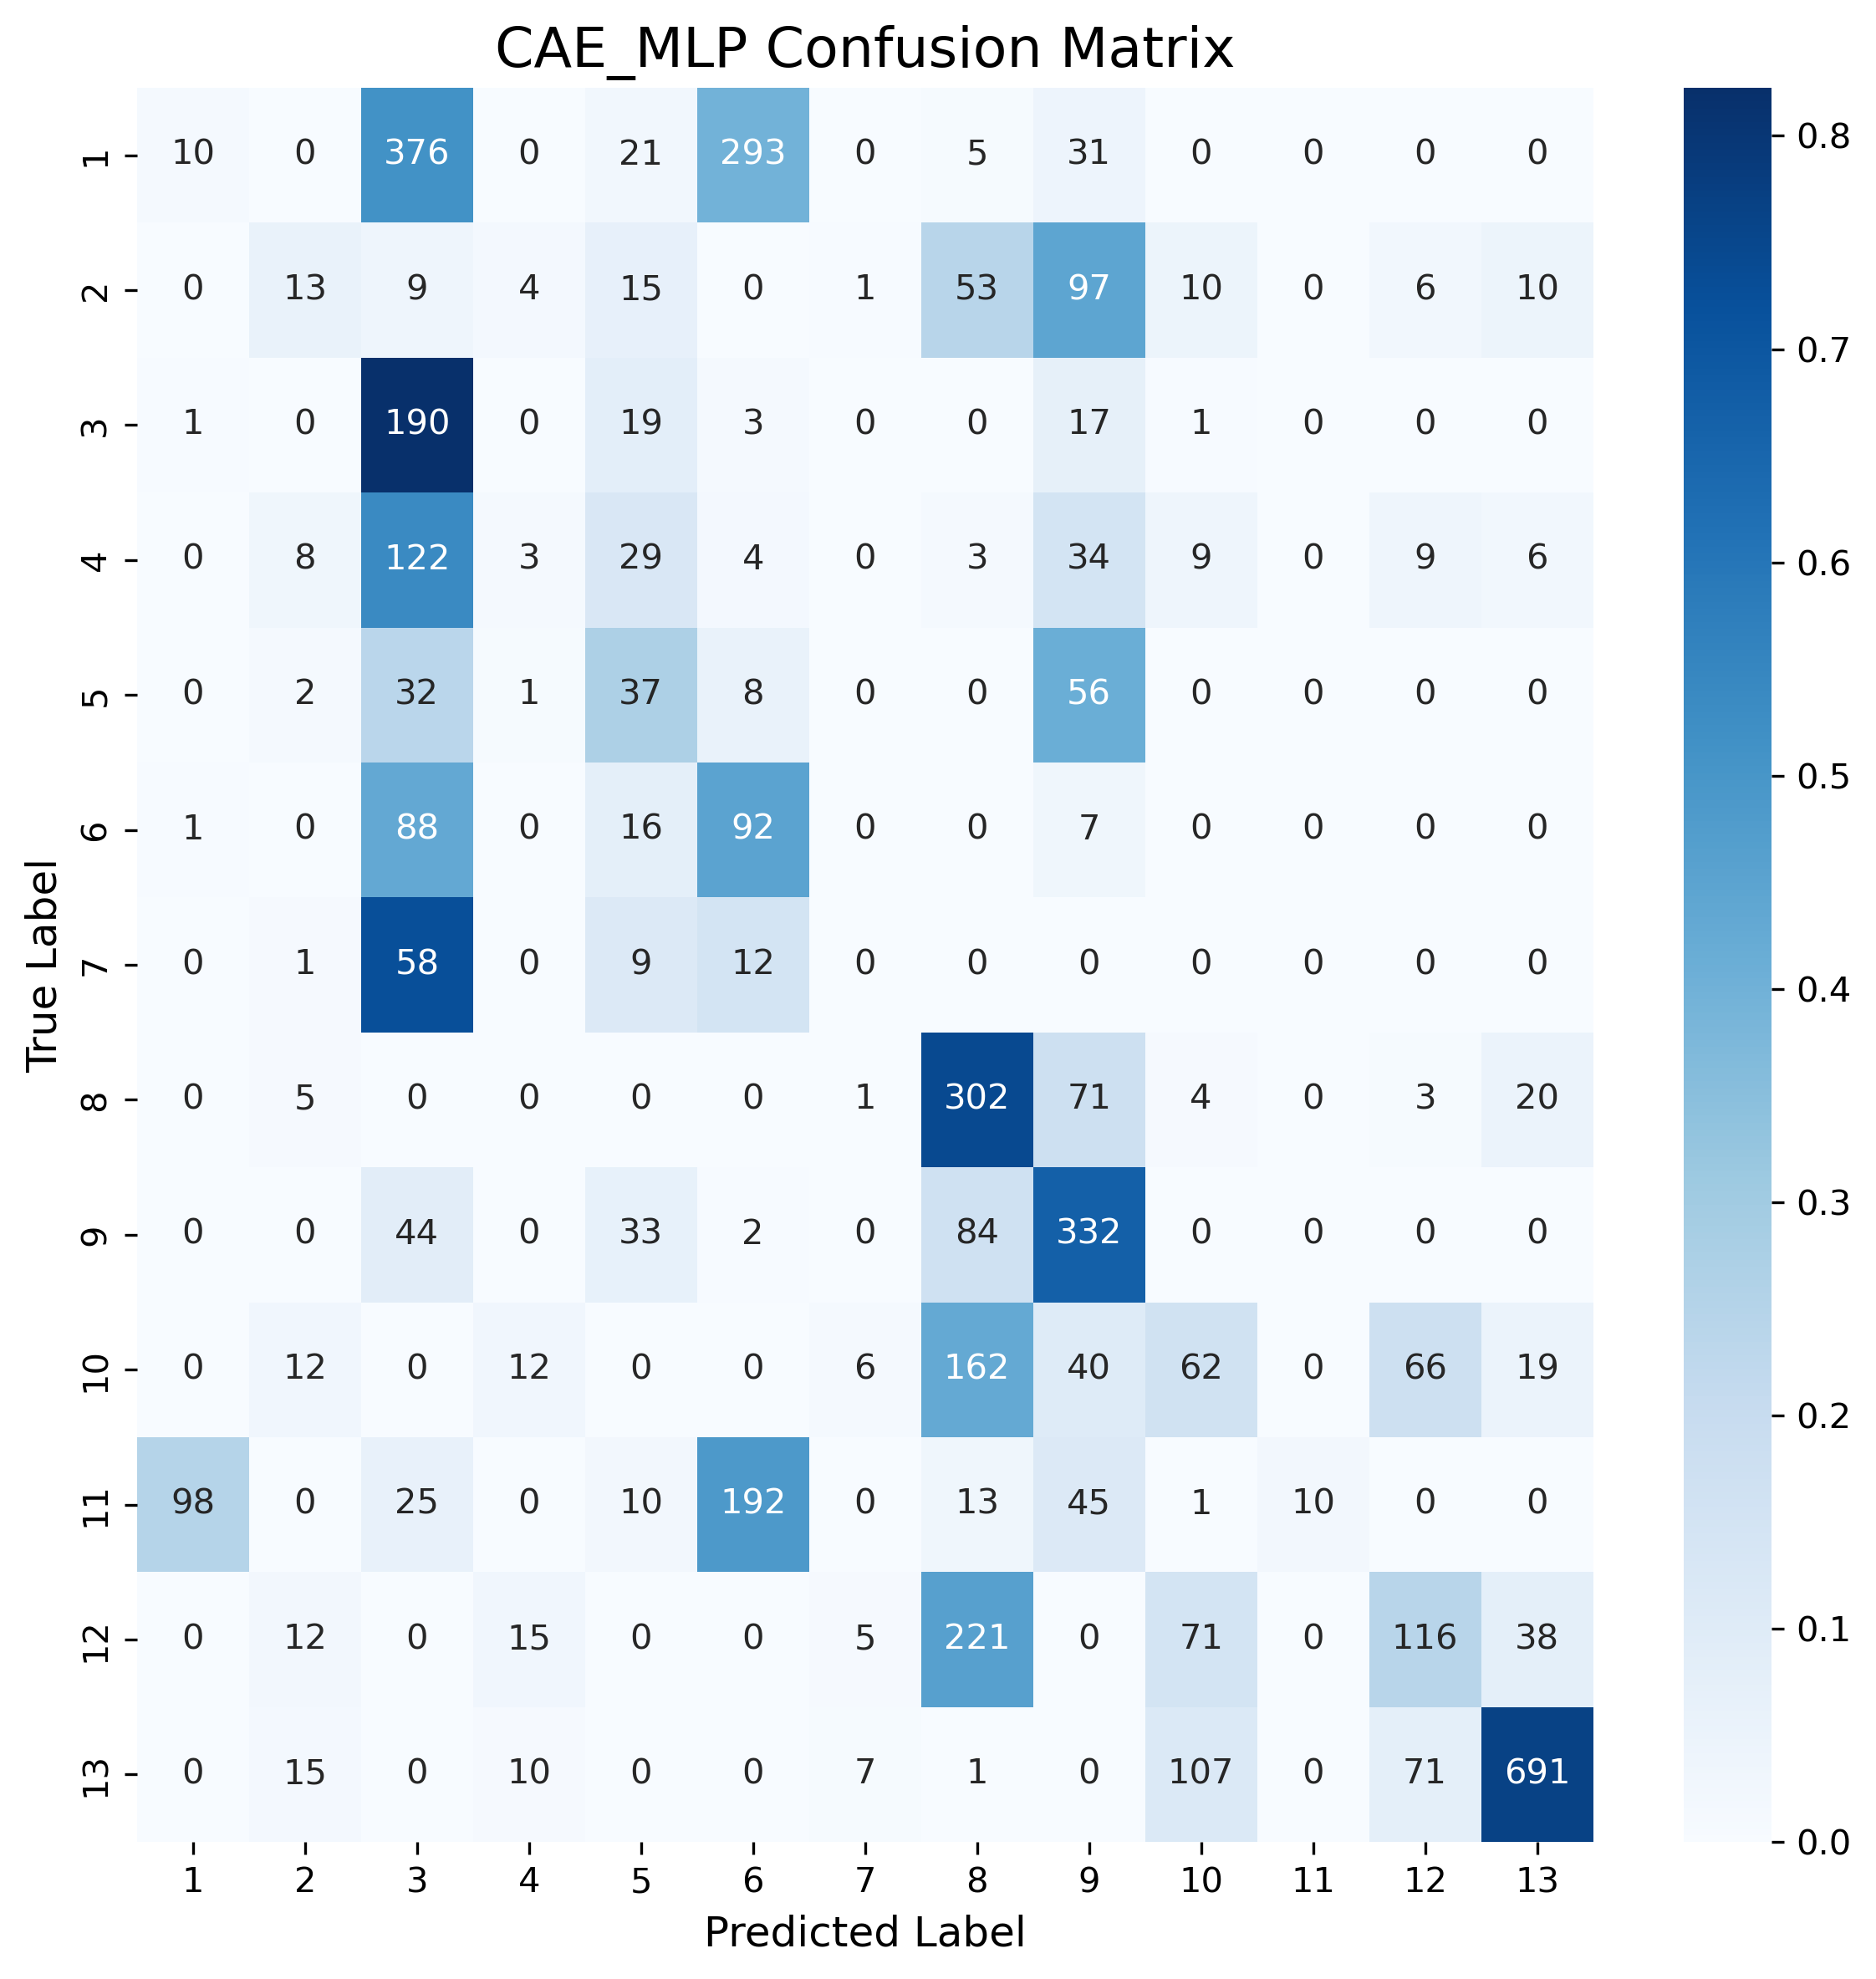 CAE_MLP Confusion Matrix
1 10 0 376 0 21 293 0 5 31 0 0 0 0
2 0 13 9 4 15 0 1 53 97 10 0 6 10
3 1 0 190 0 19 3 0 0 17 1 0 0 0
4 0 8 122 3 29 4 0 3 34 9 0 9 6
5 0 2 32 1 37 8 0 0 56 0 0 0 0
6 1 0 88 0 16 92 0 0 7 0 0 0 0
7 0 1 58 0 9 12 0 0 0 0 0 0 0
8 0 5 0 0 0 0 1 302 71 4 0 3 20
9 0 0 44 0 33 2 0 84 332 0 0 0 0
10 0 12 0 12 0 0 6 162 40 62 0 66 19
11 98 0 25 0 10 192 0 13 45 1 10 0 0
12 0 12 0 15 0 0 5 221 0 71 0 116 38
13 0 15 0 10 0 0 7 1 0 107 0 71 691
1 2 3 4 5 6 7 8 9 10 11 12 13
Predicted Label
True Label
0.8
0.7
0.6
0.5
0.4
0.3
0.2
0.1
0.0